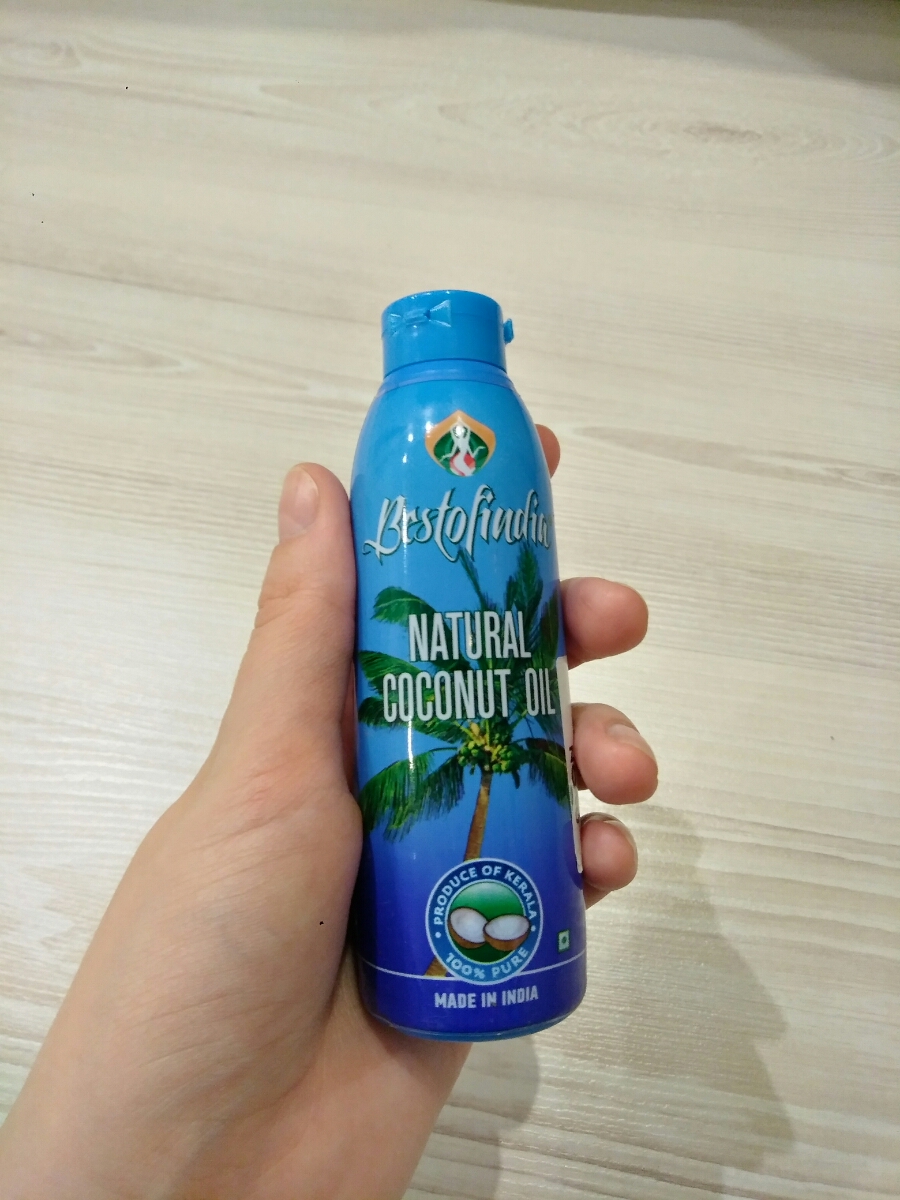 Bestofindia
NATURAL
COCONUT OIL
PRODUCE OF KERALA
100% PURE
MADE IN INDIA